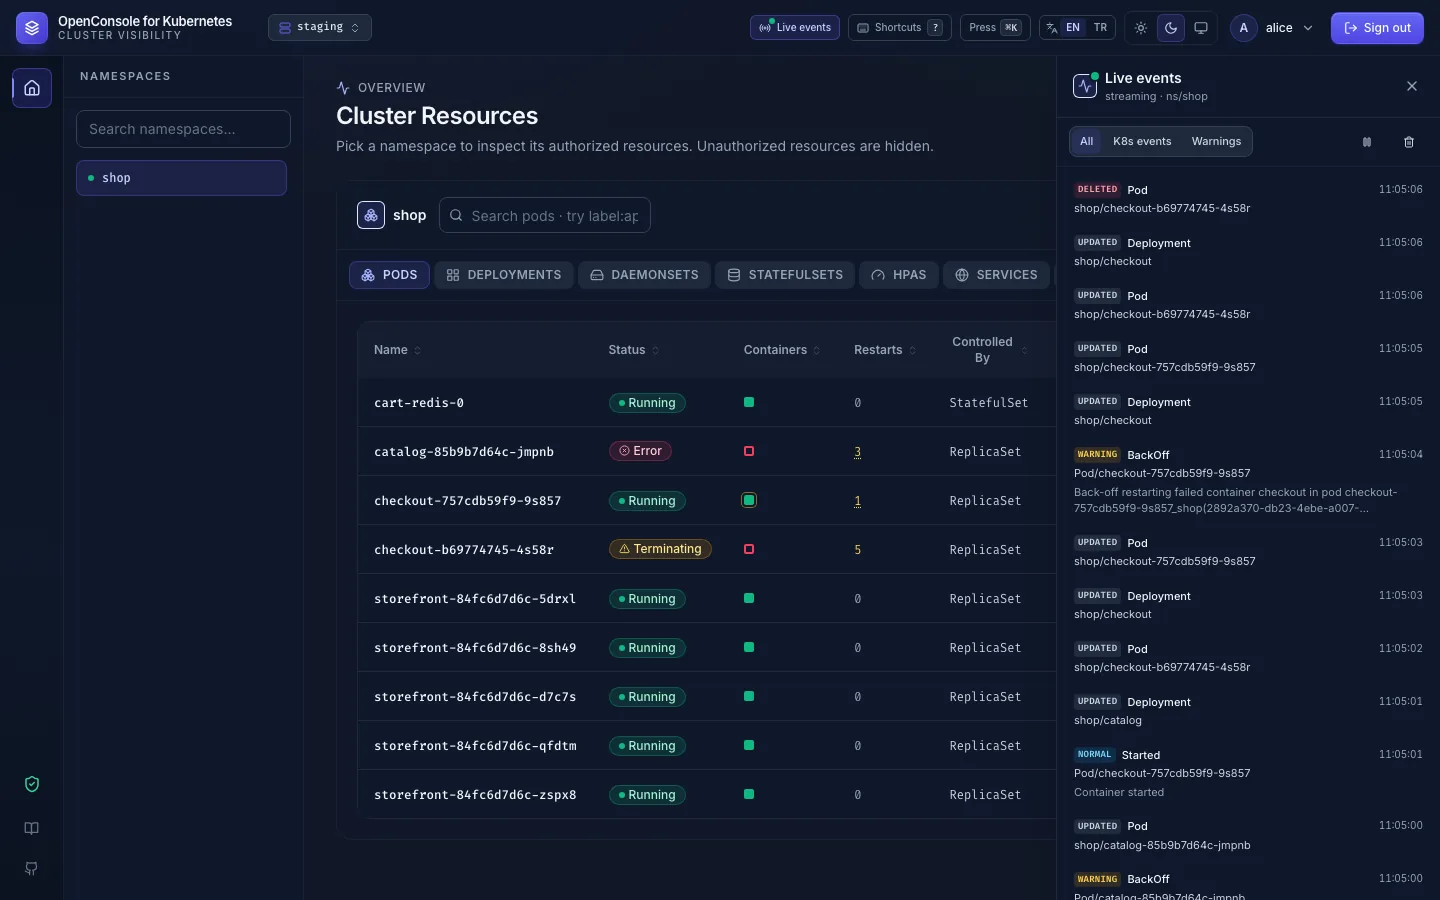 OpenConsole for Kubernetes
CLUSTER VISIBILITY
staging
Live events
Shortcuts ?
Press ⌘K
EN TR
A alice
Sign out
NAMESPACES
Search namespaces...
shop
OVERVIEW
Cluster Resources
Pick a namespace to inspect its authorized resources. Unauthorized resources are hidden.
shop
Search pods · try label:ap
PODS DEPLOYMENTS DAEMONSETS STATEFULSETS HPAS SERVICES
Name Status Containers Restarts Controlled By
cart-redis-0 Running 0 StatefulSet
catalog-85b9b7d64c-jmpnb Error 3 ReplicaSet
checkout-757cdb59f9-9s857 Running 1 ReplicaSet
checkout-b69774745-4s58r Terminating 5 ReplicaSet
storefront-84fc6d7d6c-5drxl Running 0 ReplicaSet
storefront-84fc6d7d6c-8sh49 Running 0 ReplicaSet
storefront-84fc6d7d6c-d7c7s Running 0 ReplicaSet
storefront-84fc6d7d6c-qfdtm Running 0 ReplicaSet
storefront-84fc6d7d6c-zspx8 Running 0 ReplicaSet
Live events
streaming · ns/shop
All K8s events Warnings
DELETED Pod 11:05:06
shop/checkout-b69774745-4s58r
UPDATED Deployment 11:05:06
shop/checkout
UPDATED Pod 11:05:06
shop/checkout-b69774745-4s58r
UPDATED Pod 11:05:05
shop/checkout-757cdb59f9-9s857
UPDATED Deployment 11:05:05
shop/checkout
WARNING BackOff 11:05:04
Pod/checkout-757cdb59f9-9s857
Back-off restarting failed container checkout in pod checkout-
757cdb59f9-9s857_shop(2892a370-db23-4ebe-a007-...
UPDATED Pod 11:05:03
shop/checkout-757cdb59f9-9s857
UPDATED Deployment 11:05:03
shop/checkout
UPDATED Pod 11:05:02
shop/checkout-b69774745-4s58r
UPDATED Deployment 11:05:01
shop/catalog
NORMAL Started 11:05:01
Pod/checkout-757cdb59f9-9s857
Container started
UPDATED Pod 11:05:00
shop/catalog-85b9b7d64c-jmpnb
WARNING BackOff 11:05:00
Pod/catalog-85b9b7d64c-jmpnb